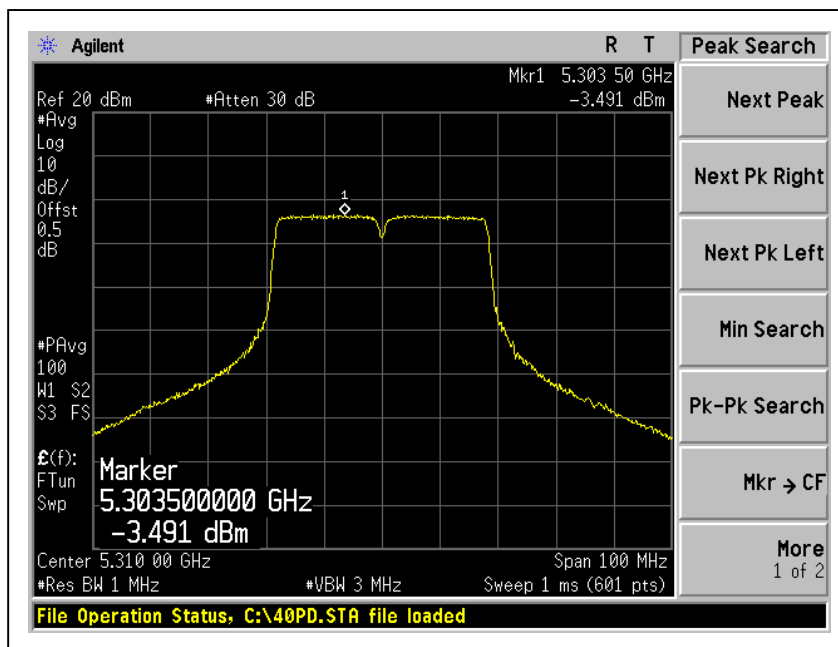 Agilent R T
Mkr1 5.303 50 GHz
Ref 20 dBm #Atten 30 dB -3.491 dBm
#Avg
Log
10
dB/
Offst
0.5
dB
1
#PAvg
100
W1 S2
S3 FS
£(f):
FTun
Swp
Marker
5.303500000 GHz
-3.491 dBm
Center 5.310 00 GHz Span 100 MHz
#Res BW 1 MHz #VBW 3 MHz Sweep 1 ms (601 pts)
File Operation Status, C:\40PD.STA file loaded
Peak Search
Next Peak
Next Pk Right
Next Pk Left
Min Search
Pk-Pk Search
Mkr → CF
More
1 of 2